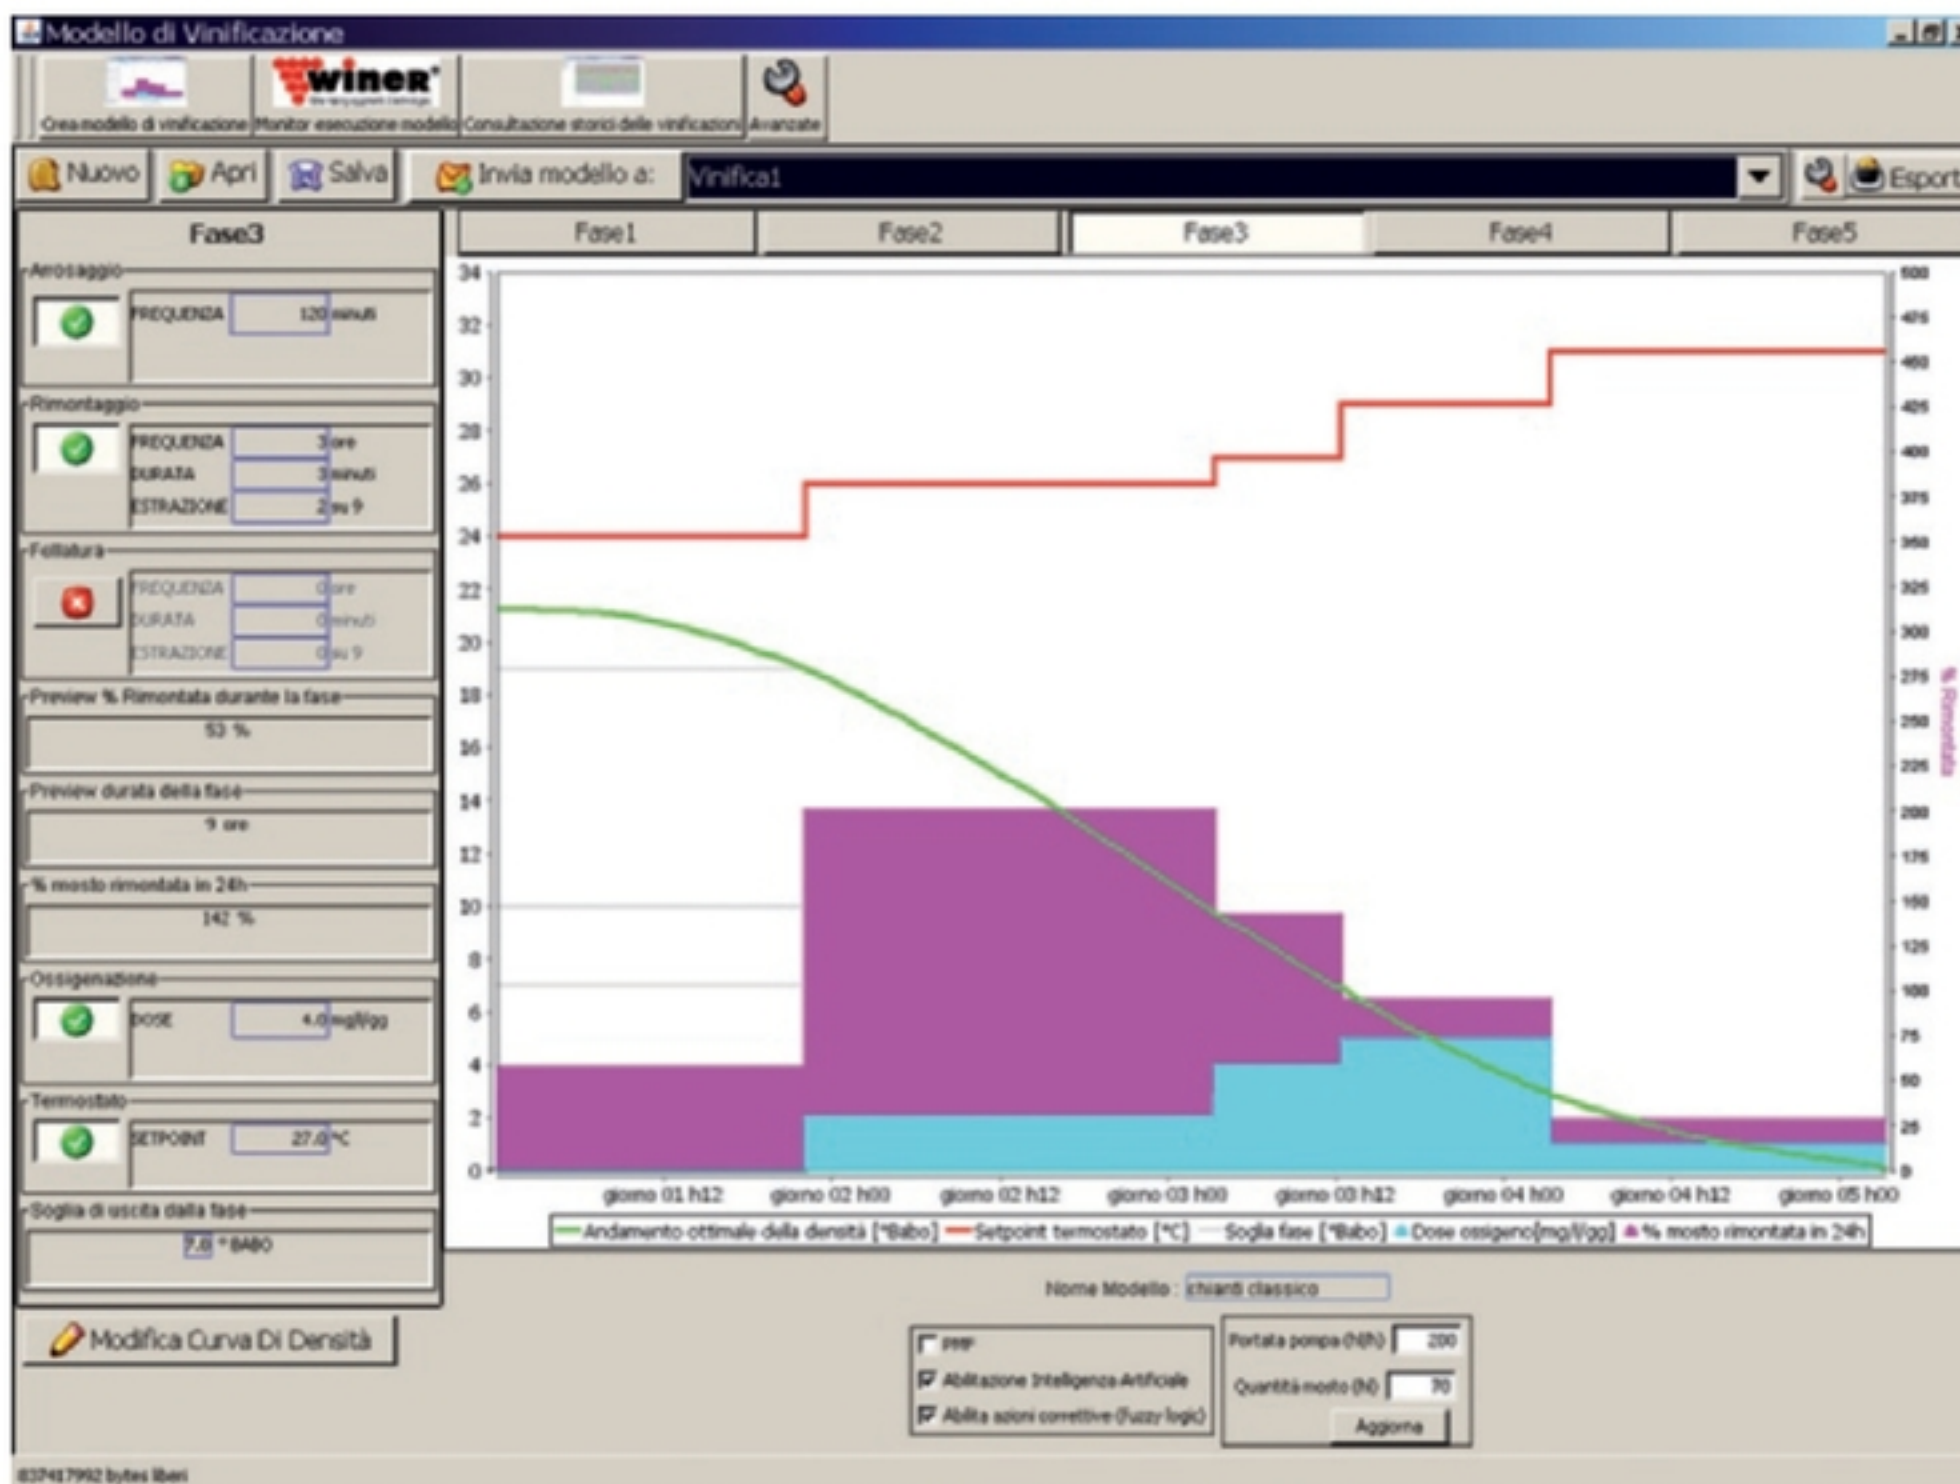 Modello di Vinificazione
WINER®
Crea modello di vinificazione Monitor esecuzione modello Consultazione storici delle vinificazioni Avanzate
Nuovo Apri Salva Invia modello a: Vinifica1 Esport
Fase3
Arrosaggio
FREQUENZA 120 minuti
Rimontaggio
FREQUENZA 3 ore
DURATA 3 minuti
ESTRAZIONE 2 su 9
Follatura
FREQUENZA 0 ore
DURATA 0 minuti
ESTRAZIONE 0 su 9
Preview % Rimontata durante la fase
53 %
Preview durata della fase
9 ore
% mosto rimontata in 24h
142 %
Ossigenazione
DOSE 4.0 mg/l/gg
Termostato
SETPOINT 27.0 °C
Soglia di uscita dalla fase
7.0 ° BABO
Modifica Curva Di Densità
Fase1 Fase2 Fase3 Fase4 Fase5
34
32
30
28
26
24
22
20
18
16
14
12
10
8
6
4
2
0
500
475
450
425
400
375
350
325
300
275
250
225
200
175
150
125
100
75
50
25
0
% Rimontata
giorno 01 h12 giorno 02 h00 giorno 02 h12 giorno 03 h00 giorno 03 h12 giorno 04 h00 giorno 04 h12 giorno 05 h00
Andamento ottimale della densità [°Babo] Setpoint termostato [°C] Soglia fase [°Babo] Dose ossigeno[mg/l/gg] % mosto rimontata in 24h
Nome Modello : chianti classico
PMF
Abilitazione Intelligenza Artificiale
Abilita azioni correttive (fuzzy logic)
Portata pompa (hl/h) 200
Quantità mosto (hl) 70
Aggiorna
837417992 bytes liberi